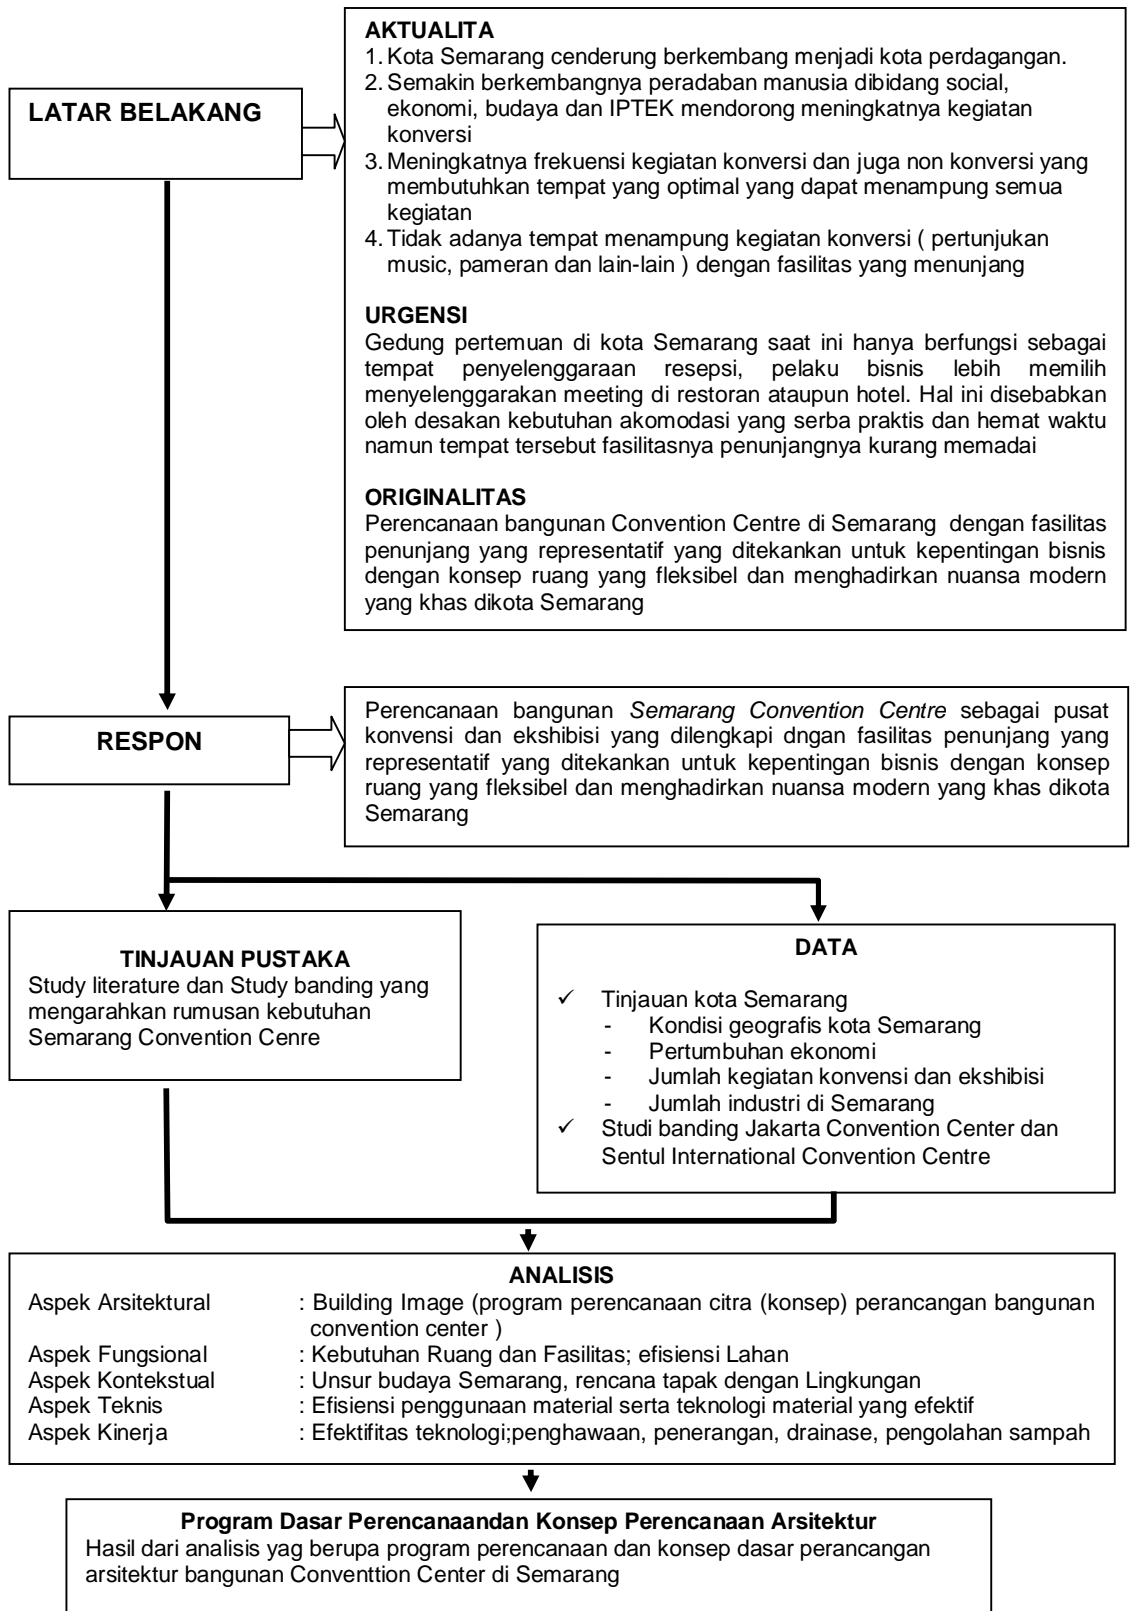 LATAR BELAKANG
AKTUALITA
1. Kota Semarang cenderung berkembang menjadi kota perdagangan.
2. Semakin berkembangnya peradaban manusia dibidang social,
ekonomi, budaya dan IPTEK mendorong meningkatnya kegiatan
konversi
3. Meningkatnya frekuensi kegiatan konversi dan juga non konversi yang
membutuhkan tempat yang optimal yang dapat menampung semua
kegiatan
4. Tidak adanya tempat menampung kegiatan konversi ( pertunjukan
music, pameran dan lain-lain ) dengan fasilitas yang menunjang
URGENSI
Gedung pertemuan di kota Semarang saat ini hanya berfungsi sebagai
tempat penyelenggaraan resepsi, pelaku bisnis lebih memilih
menyelenggarakan meeting di restoran ataupun hotel. Hal ini disebabkan
oleh desakan kebutuhan akomodasi yang serba praktis dan hemat waktu
namun tempat tersebut fasilitasnya penunjangnya kurang memadai
ORIGINALITAS
Perencanaan bangunan Convention Centre di Semarang dengan fasilitas
penunjang yang representatif yang ditekankan untuk kepentingan bisnis
dengan konsep ruang yang fleksibel dan menghadirkan nuansa modern
yang khas dikota Semarang
RESPON
Perencanaan bangunan Semarang Convention Centre sebagai pusat
konvensi dan ekshibisi yang dilengkapi dngan fasilitas penunjang yang
representatif yang ditekankan untuk kepentingan bisnis dengan konsep
ruang yang fleksibel dan menghadirkan nuansa modern yang khas dikota
Semarang
TINJAUAN PUSTAKA
Study literature dan Study banding yang
mengarahkan rumusan kebutuhan
Semarang Convention Cenre
DATA
✓ Tinjauan kota Semarang
- Kondisi geografis kota Semarang
- Pertumbuhan ekonomi
- Jumlah kegiatan konvensi dan ekshibisi
- Jumlah industri di Semarang
✓ Studi banding Jakarta Convention Center dan
Sentul International Convention Centre
ANALISIS
Aspek Arsitektural : Building Image (program perencanaan citra (konsep) perancangan bangunan
convention center )
Aspek Fungsional : Kebutuhan Ruang dan Fasilitas; efisiensi Lahan
Aspek Kontekstual : Unsur budaya Semarang, rencana tapak dengan Lingkungan
Aspek Teknis : Efisiensi penggunaan material serta teknologi material yang efektif
Aspek Kinerja : Efektifitas teknologi;penghawaan, penerangan, drainase, pengolahan sampah
Program Dasar Perencanaandan Konsep Perencanaan Arsitektur
Hasil dari analisis yag berupa program perencanaan dan konsep dasar perancangan
arsitektur bangunan Conventtion Center di Semarang